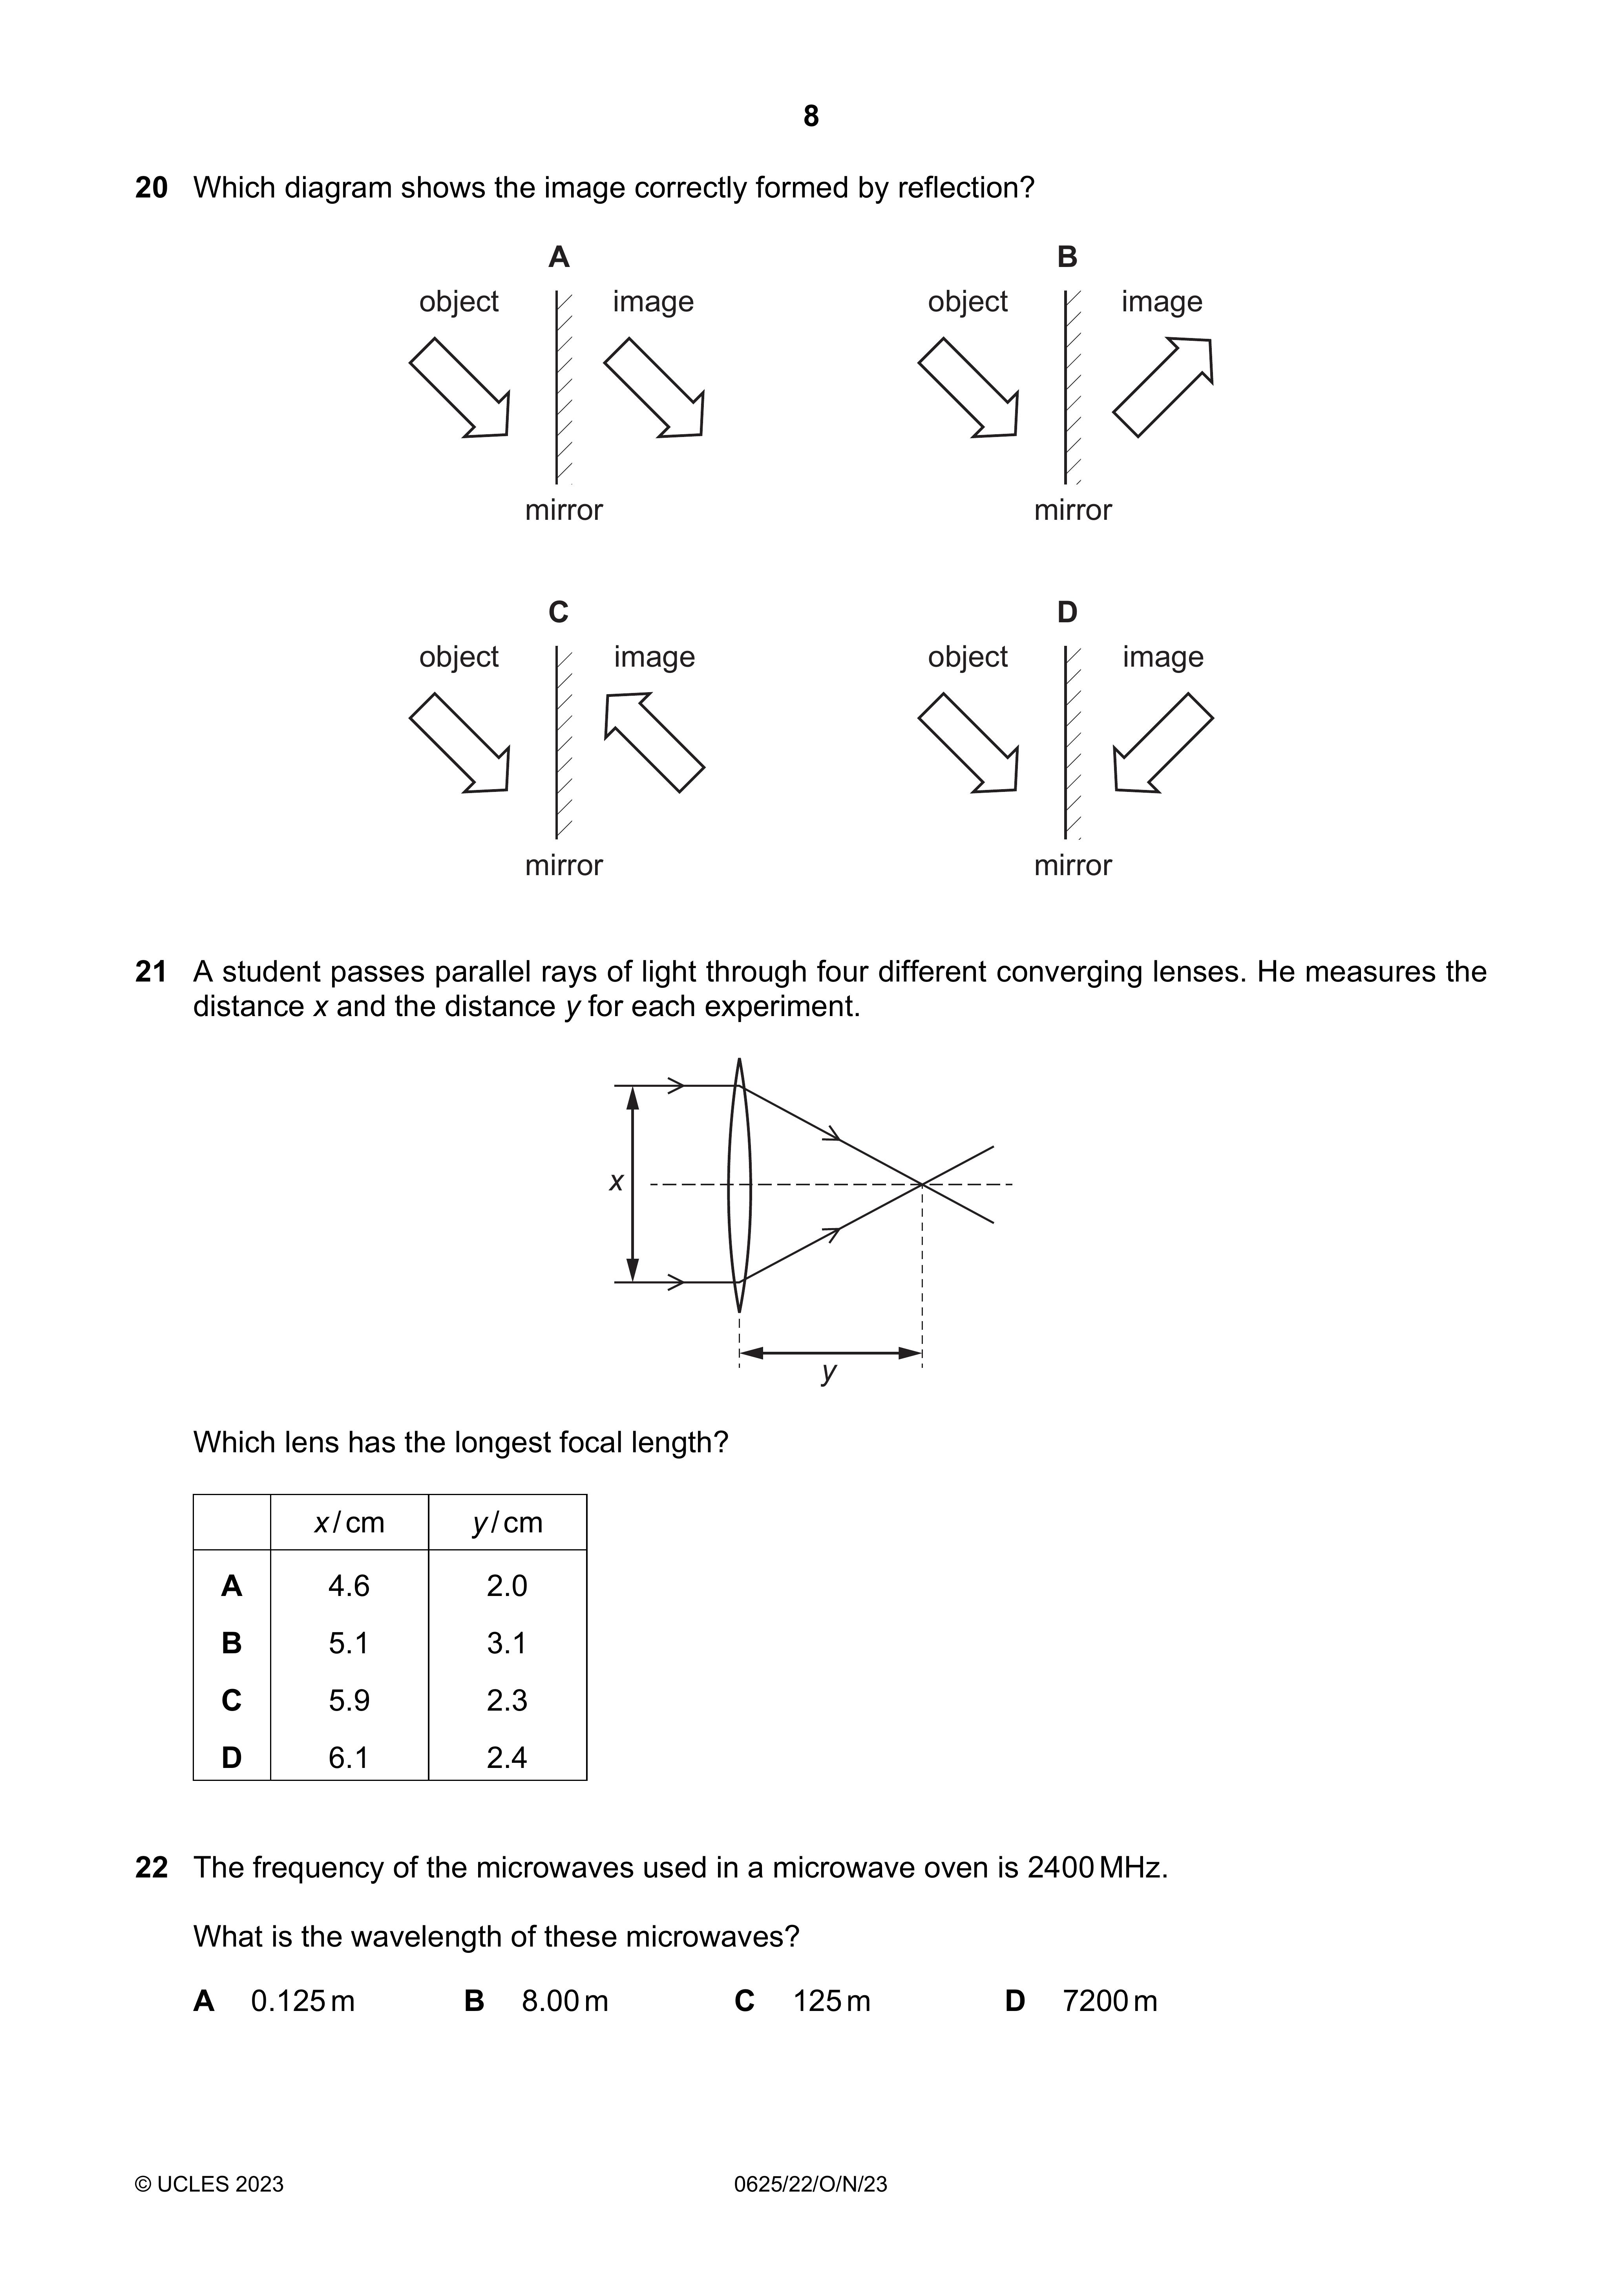 8
20 Which diagram shows the image correctly formed by reflection?
A B
object image object image
mirror mirror
C D
object image object image
mirror mirror
21 A student passes parallel rays of light through four different converging lenses. He measures the
distance x and the distance y for each experiment.
x
y
Which lens has the longest focal length?
x / cm y / cm
A 4.6 2.0
B 5.1 3.1
C 5.9 2.3
D 6.1 2.4
22 The frequency of the microwaves used in a microwave oven is 2400 MHz.
What is the wavelength of these microwaves?
A 0.125 m B 8.00 m C 125 m D 7200 m
© UCLES 2023 0625/22/O/N/23